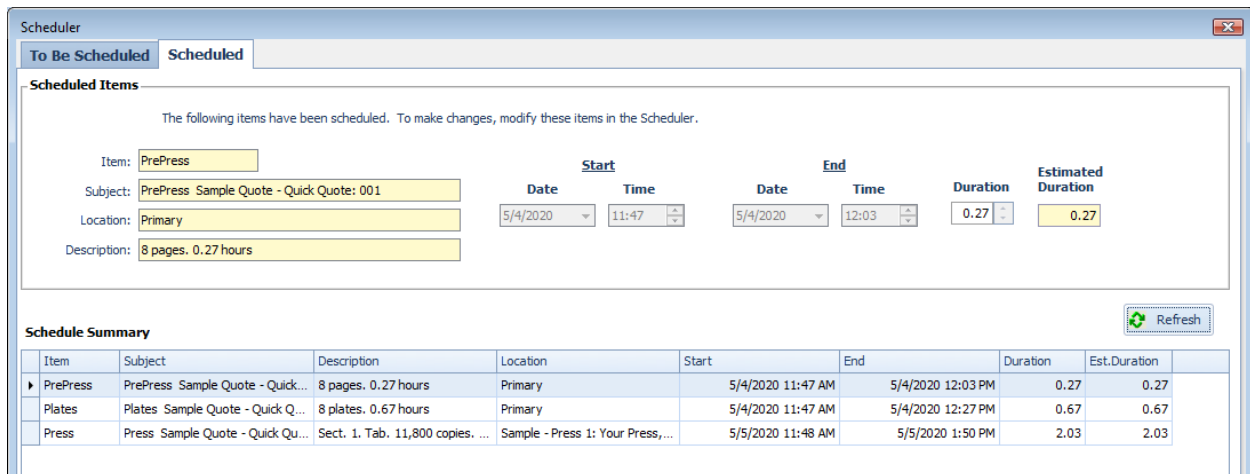 Scheduler
To Be Scheduled Scheduled
Scheduled Items
The following items have been scheduled. To make changes, modify these items in the Scheduler.
Item: PrePress
Subject: PrePress Sample Quote - Quick Quote: 001
Location: Primary
Description: 8 pages. 0.27 hours
Start End
Date Time Date Time Duration Estimated Duration
5/4/2020 11:47 5/4/2020 12:03 0.27 0.27
Refresh
Schedule Summary
Item Subject Description Location Start End Duration Est.Duration
PrePress PrePress Sample Quote - Quick... 8 pages. 0.27 hours Primary 5/4/2020 11:47 AM 5/4/2020 12:03 PM 0.27 0.27
Plates Plates Sample Quote - Quick Q... 8 plates. 0.67 hours Primary 5/4/2020 11:47 AM 5/4/2020 12:27 PM 0.67 0.67
Press Press Sample Quote - Quick Qu... Sect. 1. Tab. 11,800 copies. ... Sample - Press 1: Your Press,... 5/5/2020 11:48 AM 5/5/2020 1:50 PM 2.03 2.03